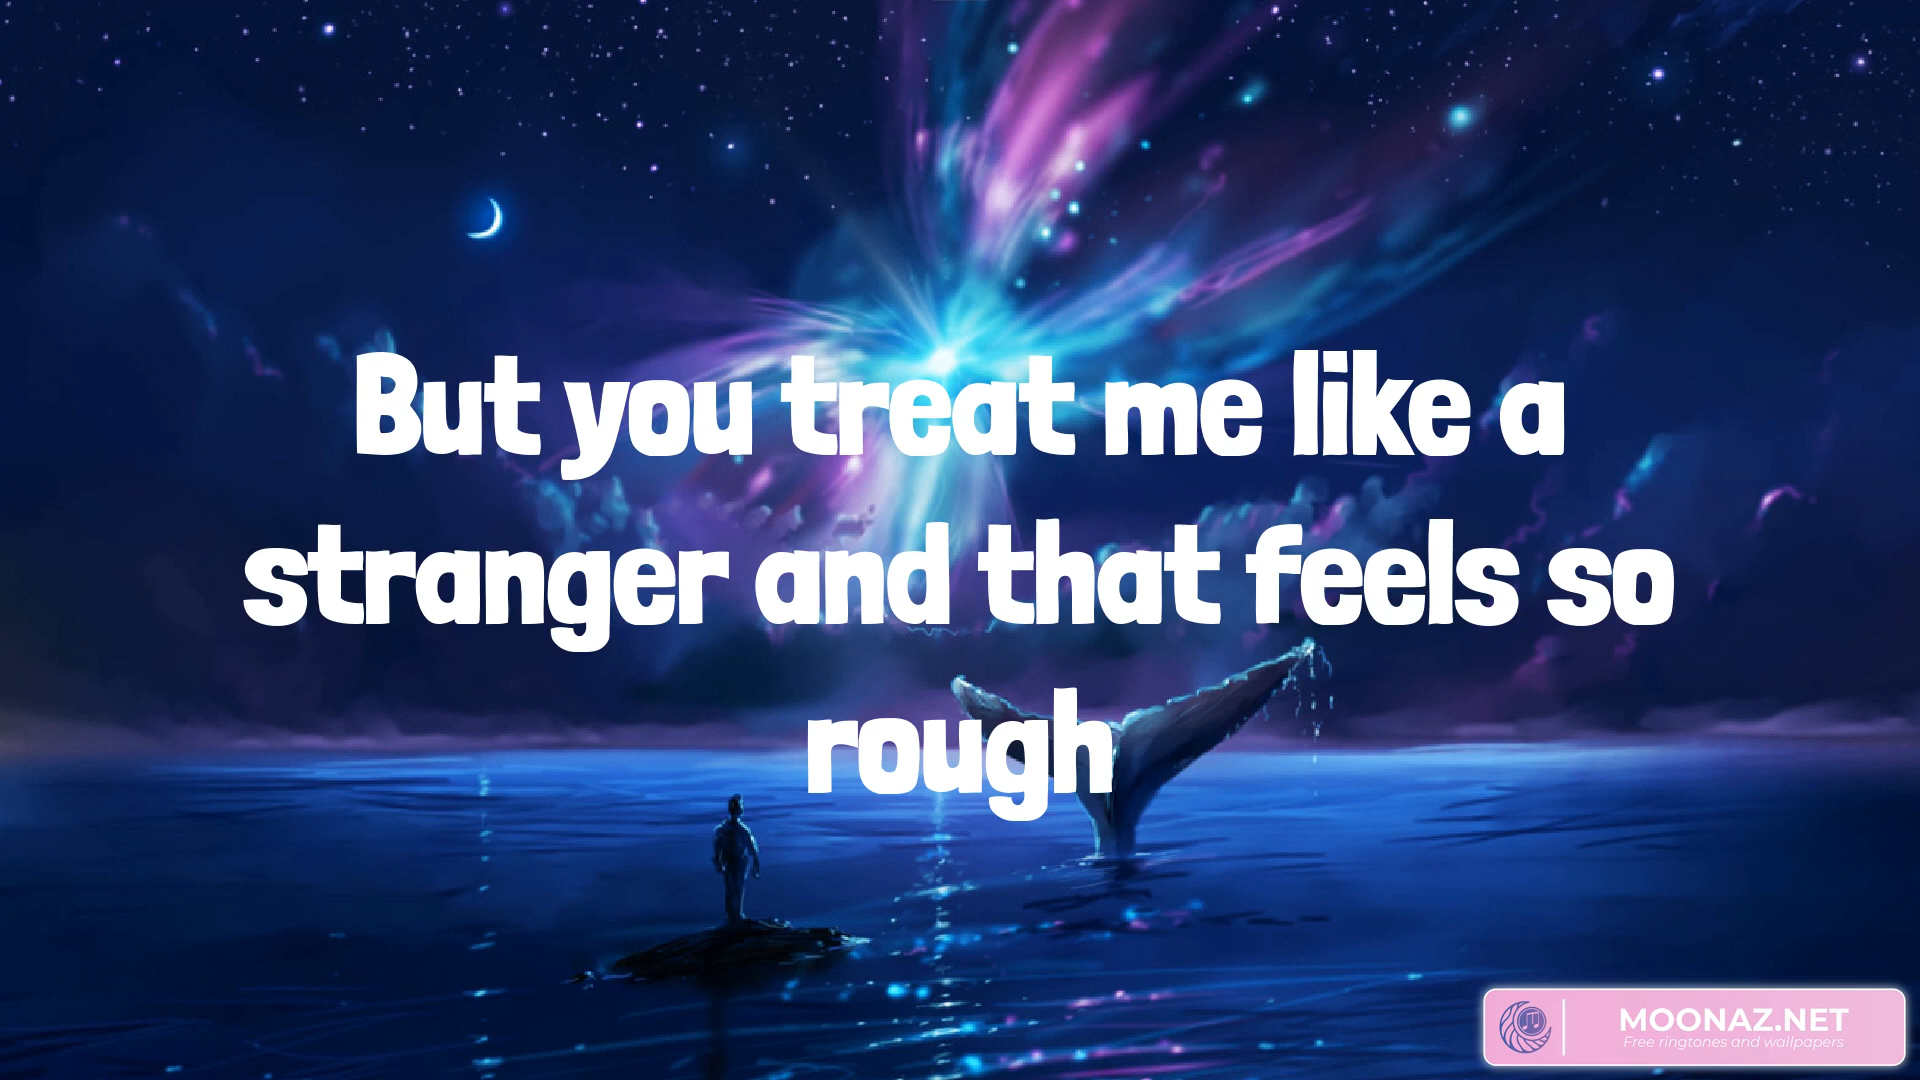 But you treat me like a
stranger and that feels so
rough
MOONAZ.NET
Free ringtones and wallpapers